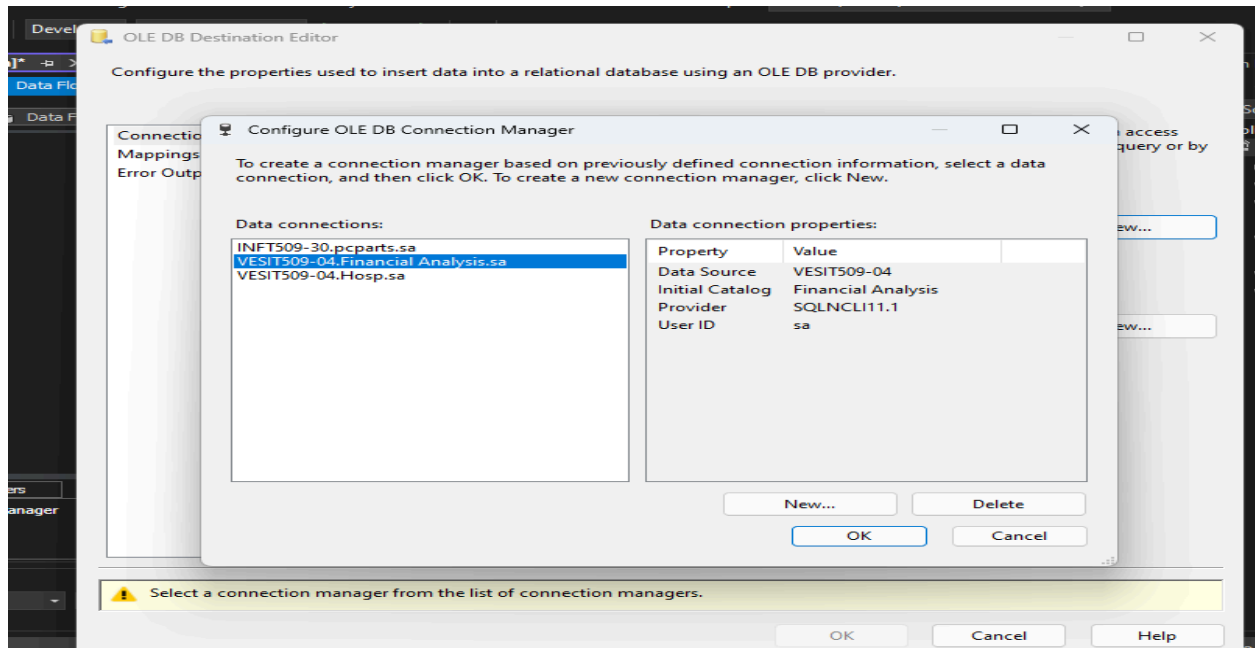 Devel
OLE DB Destination Editor
Configure the properties used to insert data into a relational database using an OLE DB provider.
Data Flo
Data F
Connectio
Mappings
Error Outp
access
query or by
Configure OLE DB Connection Manager
To create a connection manager based on previously defined connection information, select a data
connection, and then click OK. To create a new connection manager, click New.
Data connections:
INFT509-30.pcparts.sa
VESIT509-04.Financial Analysis.sa
VESIT509-04.Hosp.sa
Data connection properties:
Property Value
Data Source VESIT509-04
Initial Catalog Financial Analysis
Provider SQLNCLI11.1
User ID sa
ew...
ew...
New... Delete
OK Cancel
ers
anager
Select a connection manager from the list of connection managers.
OK Cancel Help